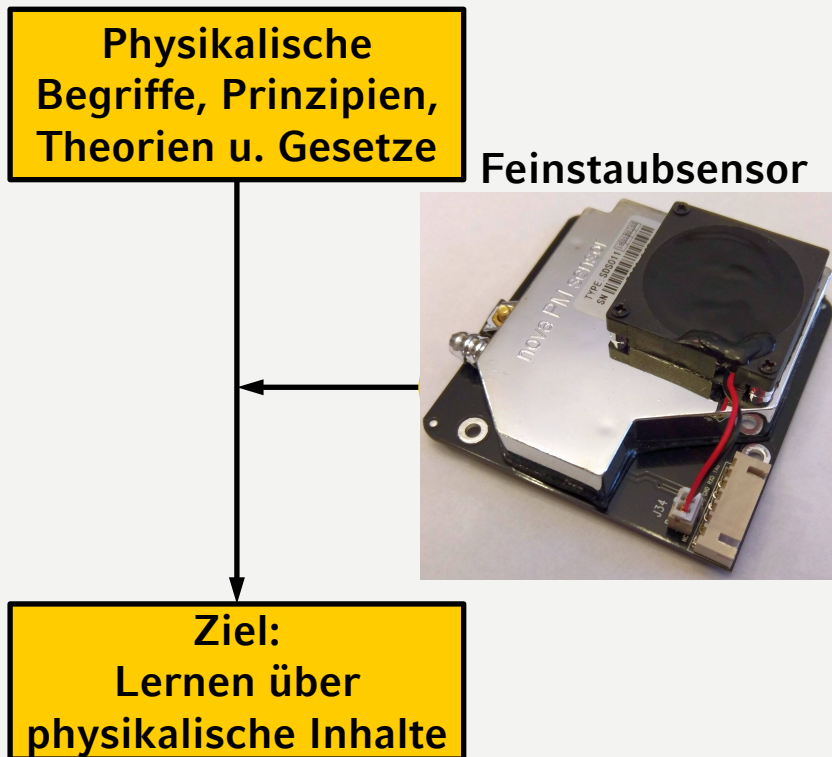 Physikalische
Begriffe, Prinzipien,
Theorien u. Gesetze
Feinstaubsensor
TYPE SDS011
SN
nova PM sensor
J34
Ziel:
Lernen über
physikalische Inhalte